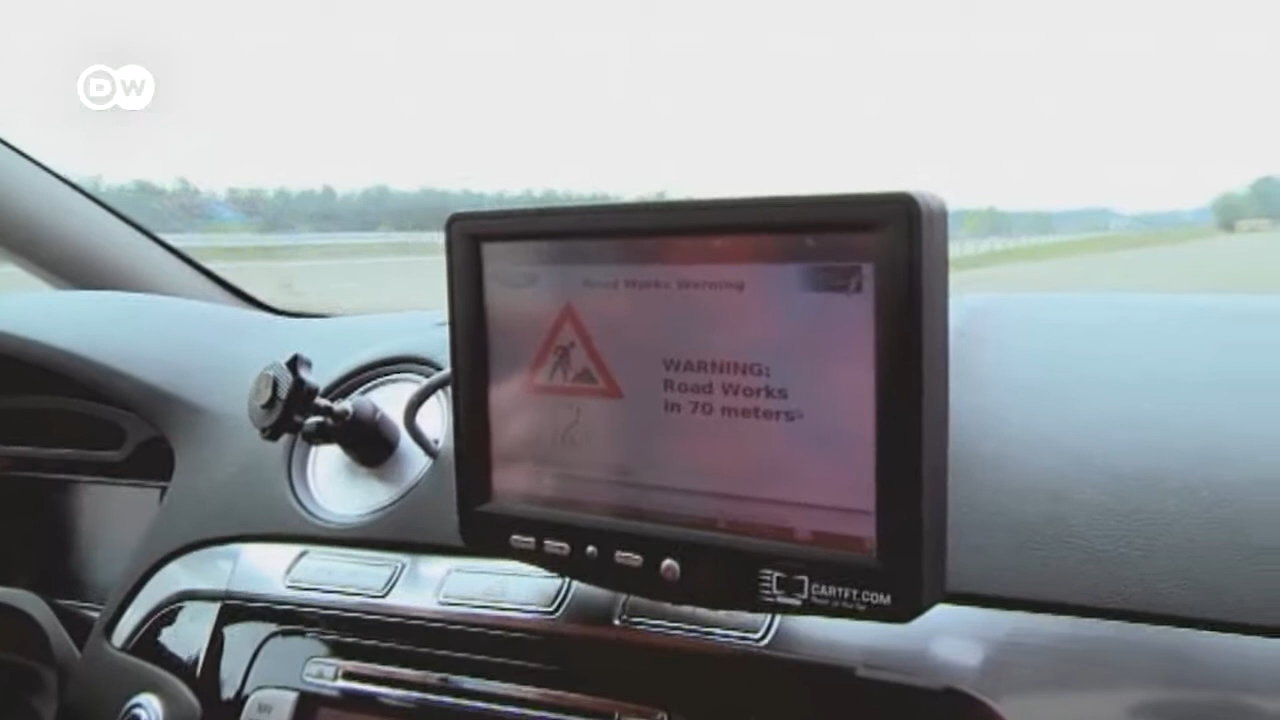 DW
Road Works Warning
WARNING:
Road Works
in 70 meters
CARTFT.COM